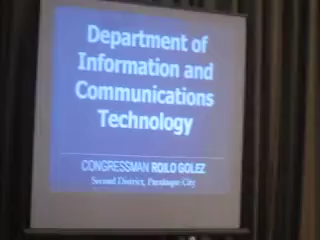 Department of
Information and
Communications
Technology
CONGRESSMAN ROILO GOLEZ
Second District, Parañaque City